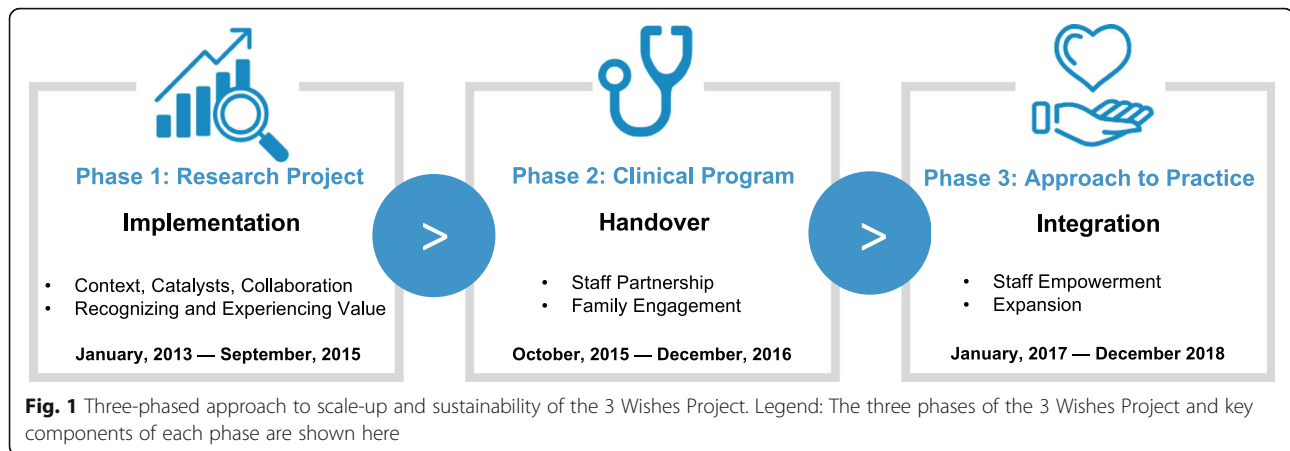 Phase 1: Research Project
Implementation
• Context, Catalysts, Collaboration
• Recognizing and Experiencing Value
January, 2013 — September, 2015
>
Phase 2: Clinical Program
Handover
• Staff Partnership
• Family Engagement
October, 2015 — December, 2016
>
Phase 3: Approach to Practice
Integration
• Staff Empowerment
• Expansion
January, 2017 — December 2018
Fig. 1 Three-phased approach to scale-up and sustainability of the 3 Wishes Project. Legend: The three phases of the 3 Wishes Project and key
components of each phase are shown here